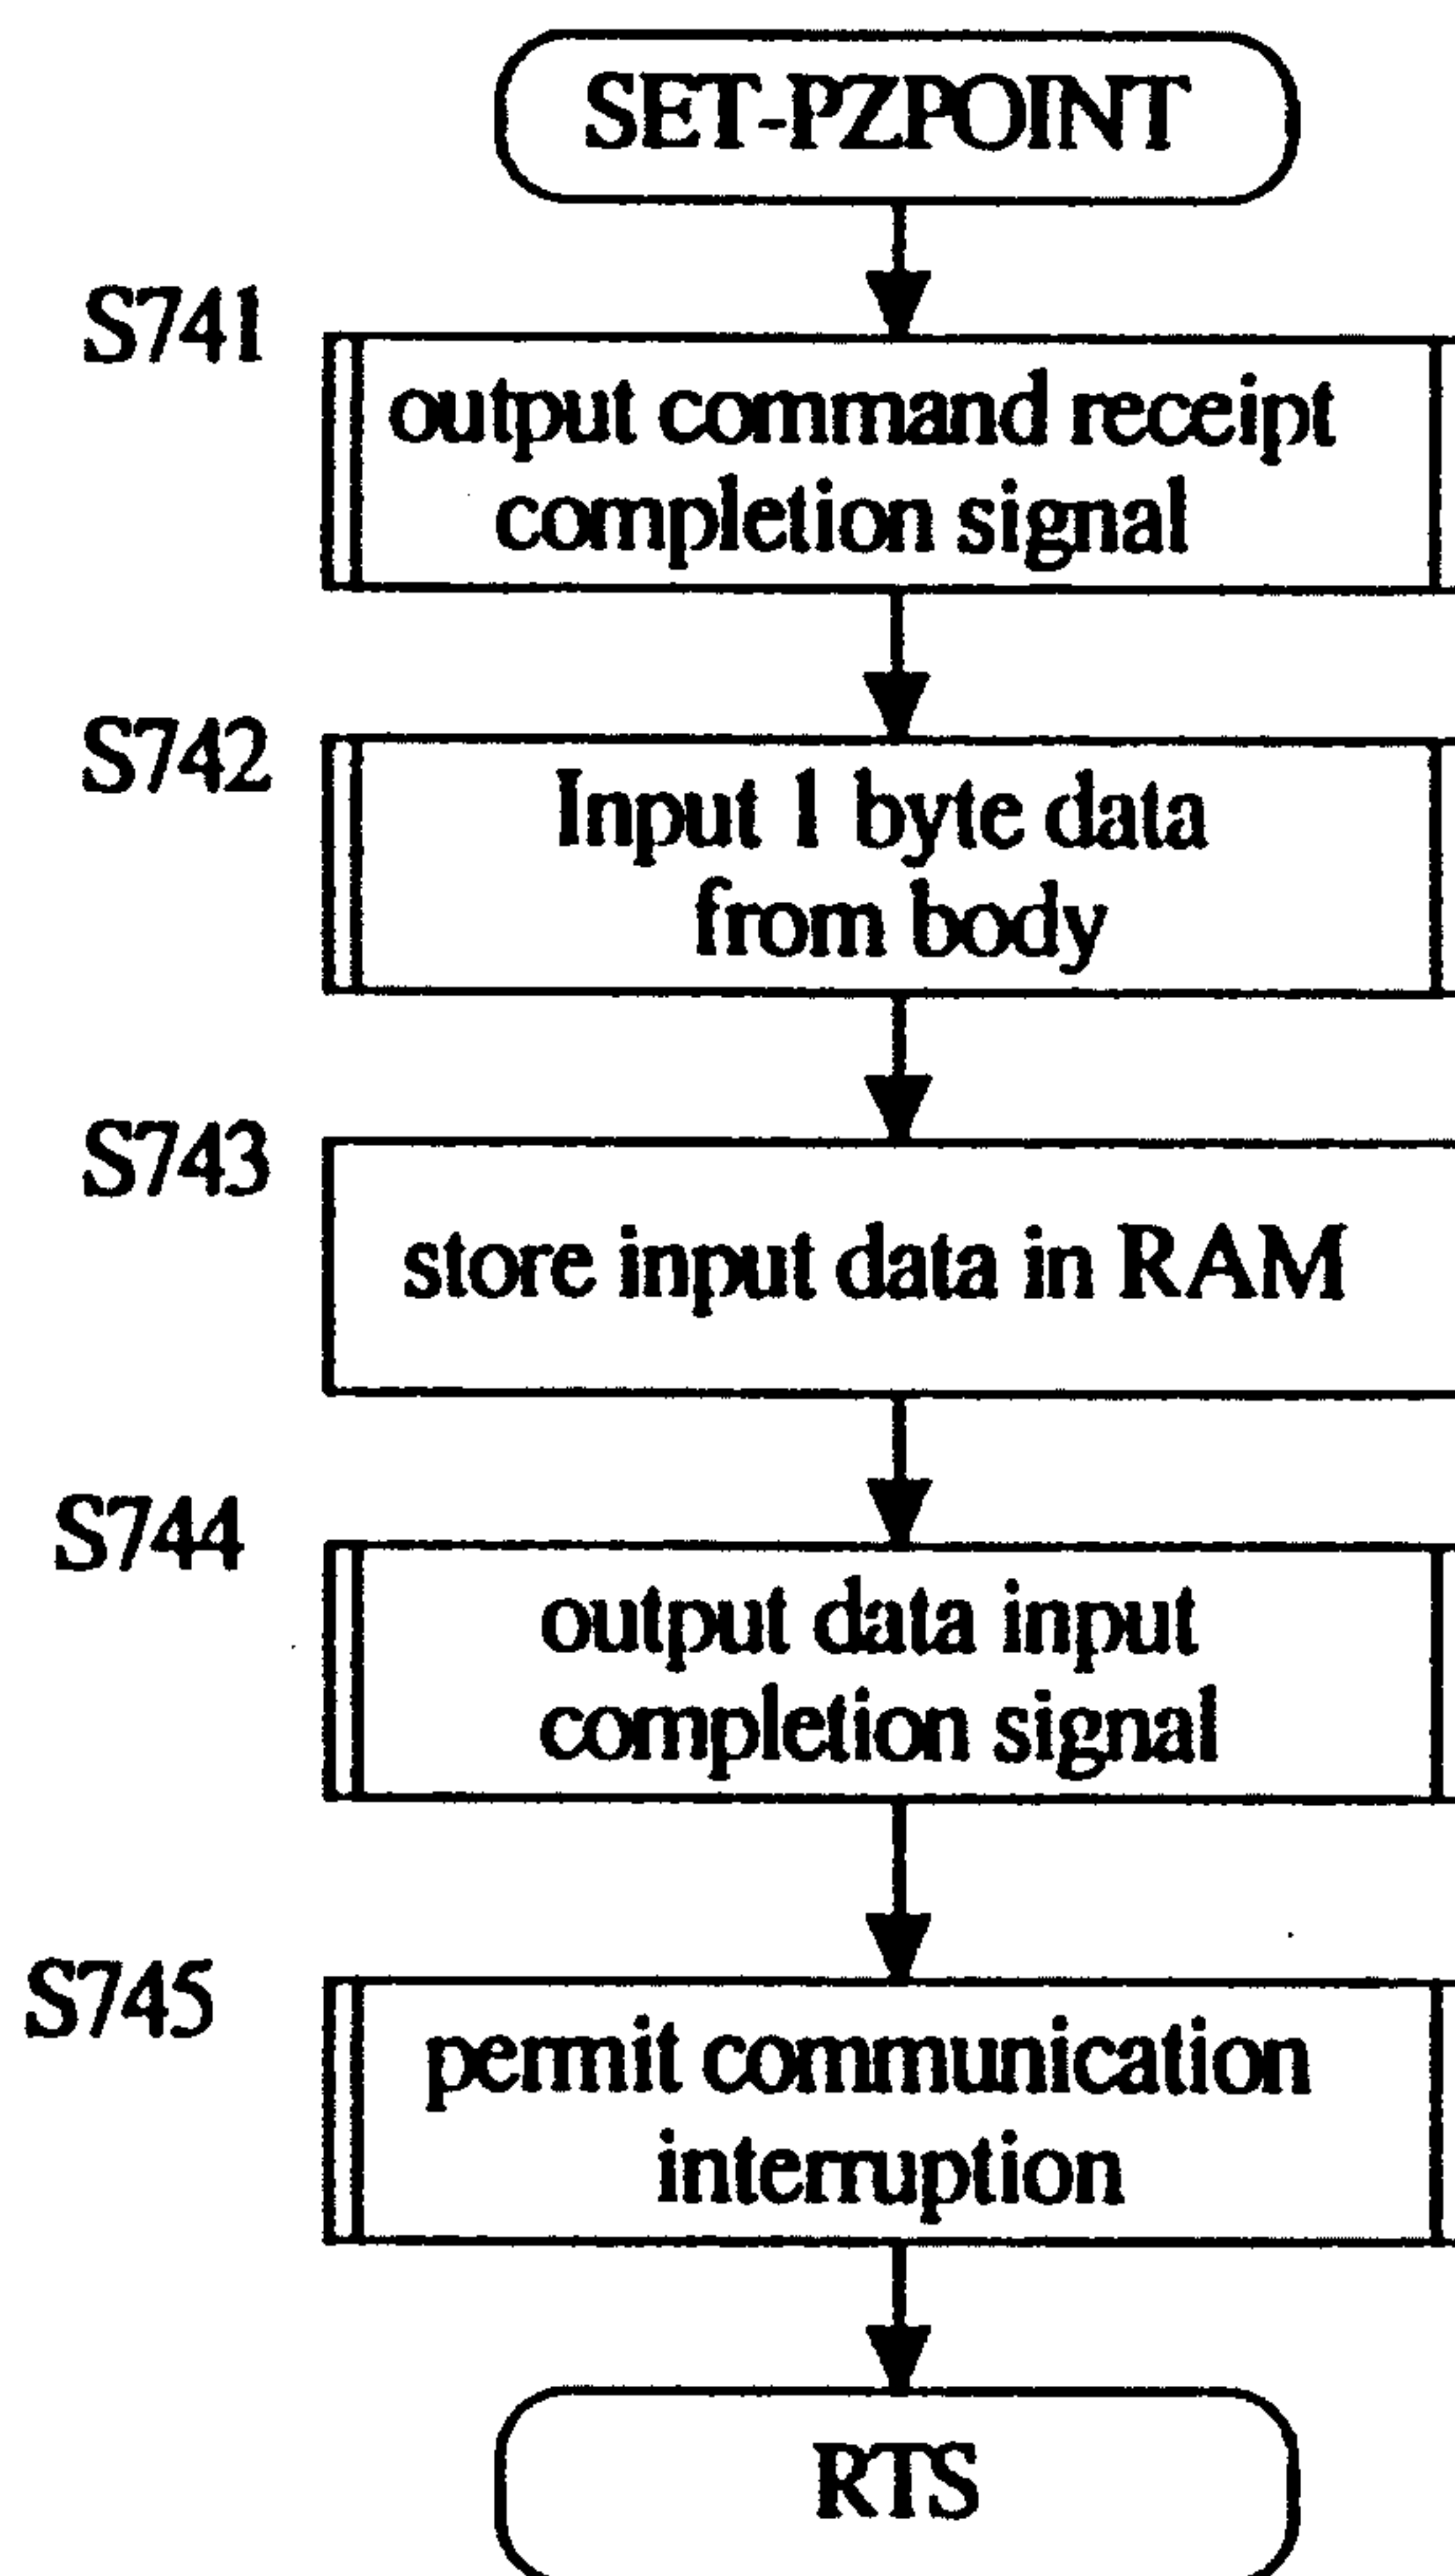 SET-PZPOINT
S741
output command receipt
completion signal
S742
Input 1 byte data
from body
S743
store input data in RAM
S744
output data input
completion signal
S745
permit communication
interruption
RTS